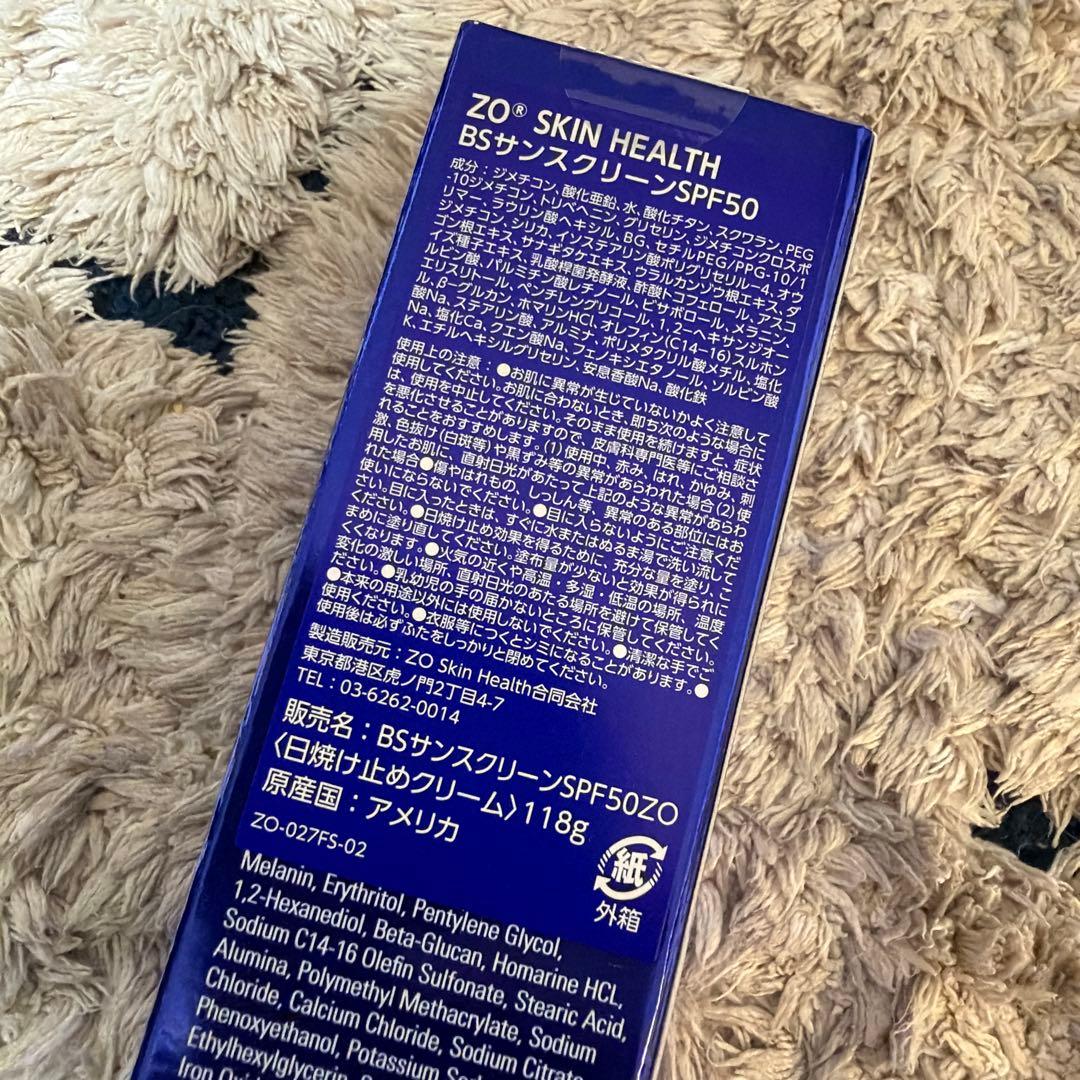 ZO® SKIN HEALTH
BSサンスクリーンSPF50
成分：ジメチコン、酸化亜鉛、水、酸化チタン、スクワラン、PEG
-10ジメチコン、トリベヘニン、グリセリン、ジメチコンクロスポ
リマー、ラウリン酸ヘキシル、BG、セチルPEG/PPG-10/1
ジメチコン、シリカ、イソステアリン酸ポリグリセリル-4、オウ
ゴン根エキス、サナギタケエキス、ウラルカンゾウ根エキス、ダ
イズ種子エキス、乳酸桿菌発酵液、酢酸トコフェロール、アスコ
ルビン酸、パルミチン酸レチノール、ビサボロール、メラニン、
エリスリトール、ペンチレングリコール、1,2-ヘキサンジオー
ル、β-グルカン、ホマリンHCl、オレフィン(C14-16)スルホン
酸Na、ステアリン酸、アルミナ、ポリメタクリル酸メチル、塩化
Na、塩化Ca、クエン酸Na、フェノキシエタノール、ソルビン酸
K、エチルヘキシルグリセリン、安息香酸Na、酸化鉄
使用上の注意：●お肌に異常が生じていないかよく注意して
使用してください。お肌に合わないとき、即ち次のような場合に
は、使用を中止してください。そのまま使用を続けますと、症状
を悪化させることがありますので、皮膚科専門医等にご相談さ
れることをおすすめします。(1)使用中、赤み、はれ、かゆみ、刺
激、色抜け(白斑等)や黒ずみ等の異常があらわれた場合(2)使
用したお肌に、直射日光があたって上記のような異常があらわ
れた場合●傷やはれもの、しっしん等、異常のある部位にはお
使いにならないでください。●目に入らないようにご注意くだ
さい。目に入ったときは、すぐに水またはぬるま湯で洗い流して
ください。●日焼け止め効果を得るために、充分な量を塗り、こ
まめに塗り直してください。塗布量が少ないと効果が得られに
くくなります。●火気の近くや高温・多湿・低温の場所、温度
変化の激しい場所、直射日光のあたる場所を避けて保管してく
ださい。●乳幼児の手の届かないところに保管してください。
●本来の用途以外には使用しないでください。●清潔な手でご
使用ください。●衣服等につくとシミになることがあります。●
使用後は必ずふたをしっかりと閉めてください。
製造販売元：ZO Skin Health合同会社
東京都港区虎ノ門2丁目4-7
TEL：03-6262-0014
販売名：BSサンスクリーンSPF50ZO
〈日焼け止めクリーム〉118g
原産国：アメリカ
紙
外箱
ZO-027FS-02
Melanin, Erythritol, Pentylene Glycol,
1,2-Hexanediol, Beta-Glucan, Homarine HCL,
Sodium C14-16 Olefin Sulfonate, Stearic Acid,
Alumina, Polymethyl Methacrylate, Sodium
Chloride, Calcium Chloride, Sodium Citrate,
Phenoxyethanol, Potassium
Ethylhexylglycerin,
Iron